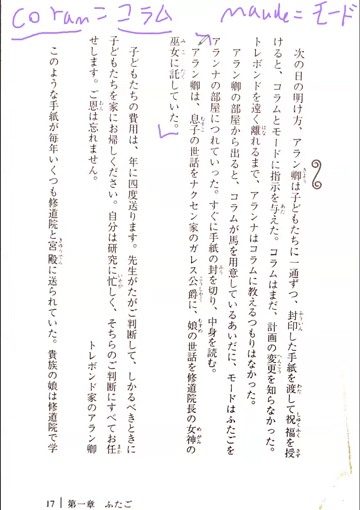 coram = コラム
maude = モード
次の日の明け方、アラン卿は子どもたちに一通ずつ、封印した手紙を渡して祝福を授
けると、コラムとモードに指示を与えた。コラムはまだ、計画の変更を知らなかった。
トレボンドを遠く離れるまで、アランナはコラムに教えるつもりはなかった。
アラン卿の部屋から出ると、コラムが馬を用意しているあいだに、モードはふたごを
アランナの部屋につれていった。すぐに手紙の封を切り、中身を読む。
アラン卿は、息子の世話をナクセン家のガレス公爵に、娘の世話を修道院長の女神の
巫女に託していた。
子どもたちの費用は、年に四度送ります。先生がたがご判断して、しかるべきときに
子どもたちを家にお帰しください。自分は研究に忙しく、そちらのご判断にすべてお任
せします。ご恩は忘れません。
トレボンド家のアラン卿
このような手紙が毎年いくつも修道院と宮殿に送られていた。貴族の娘は修道院で学
17 第一章 ふたご